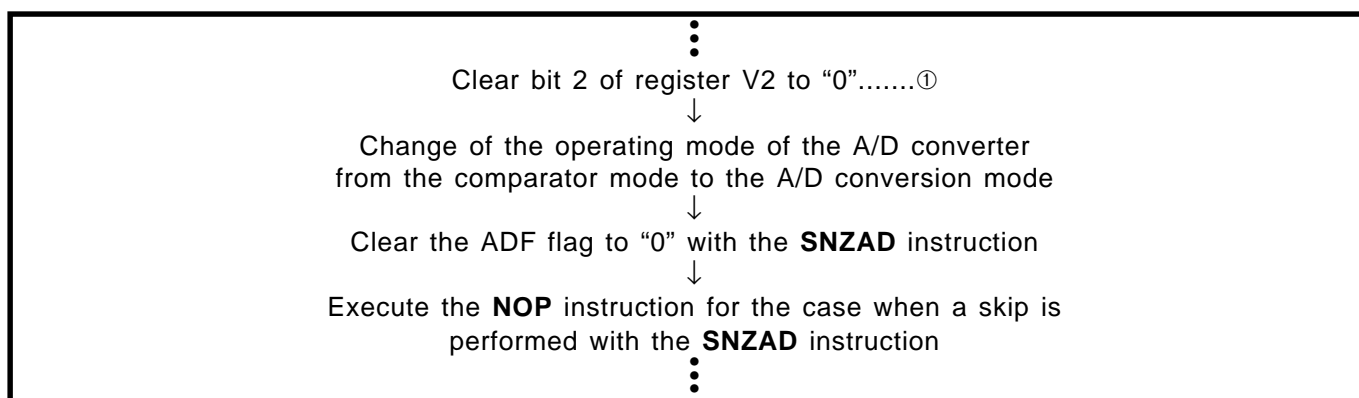 Clear bit 2 of register V2 to “0”.......①
↓
Change of the operating mode of the A/D converter
from the comparator mode to the A/D conversion mode
↓
Clear the ADF flag to “0” with the SNZAD instruction
↓
Execute the NOP instruction for the case when a skip is
performed with the SNZAD instruction